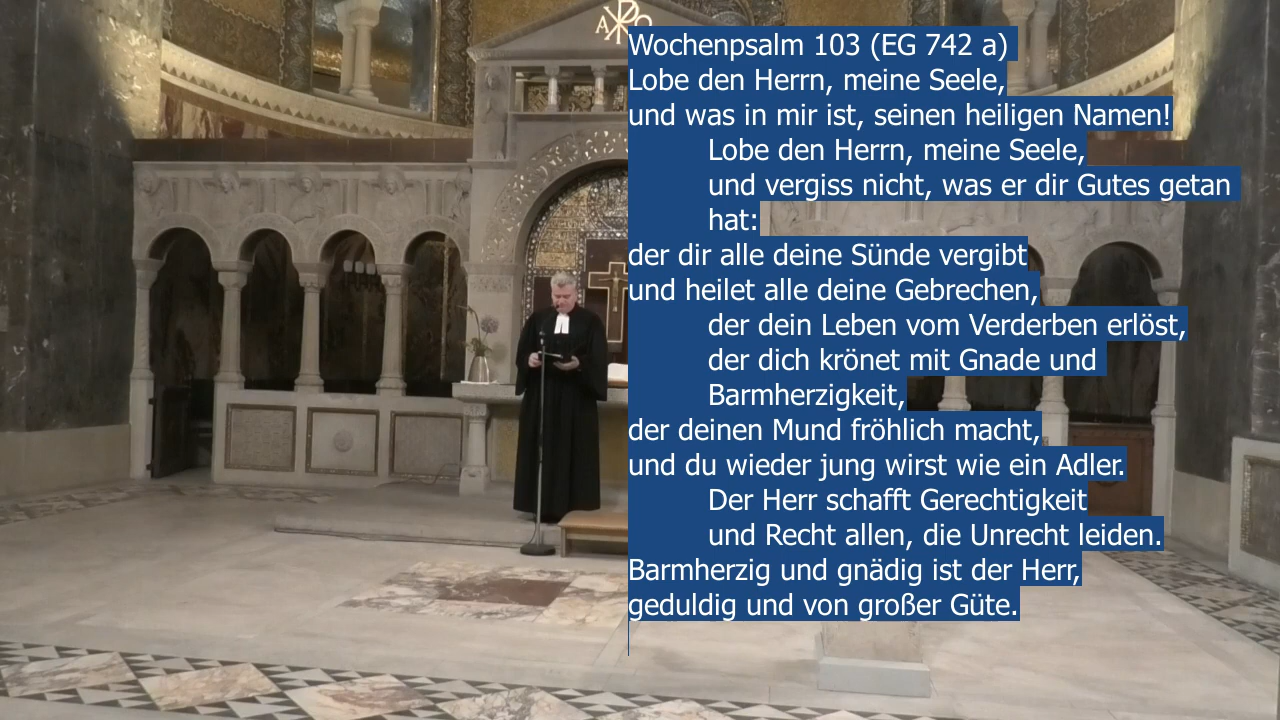 Α Ω
Wochenpsalm 103 (EG 742 a)
Lobe den Herrn, meine Seele,
und was in mir ist, seinen heiligen Namen!
Lobe den Herrn, meine Seele,
und vergiss nicht, was er dir Gutes getan
hat:
der dir alle deine Sünde vergibt
und heilet alle deine Gebrechen,
der dein Leben vom Verderben erlöst,
der dich krönet mit Gnade und
Barmherzigkeit,
der deinen Mund fröhlich macht,
und du wieder jung wirst wie ein Adler.
Der Herr schafft Gerechtigkeit
und Recht allen, die Unrecht leiden.
Barmherzig und gnädig ist der Herr,
geduldig und von großer Güte.